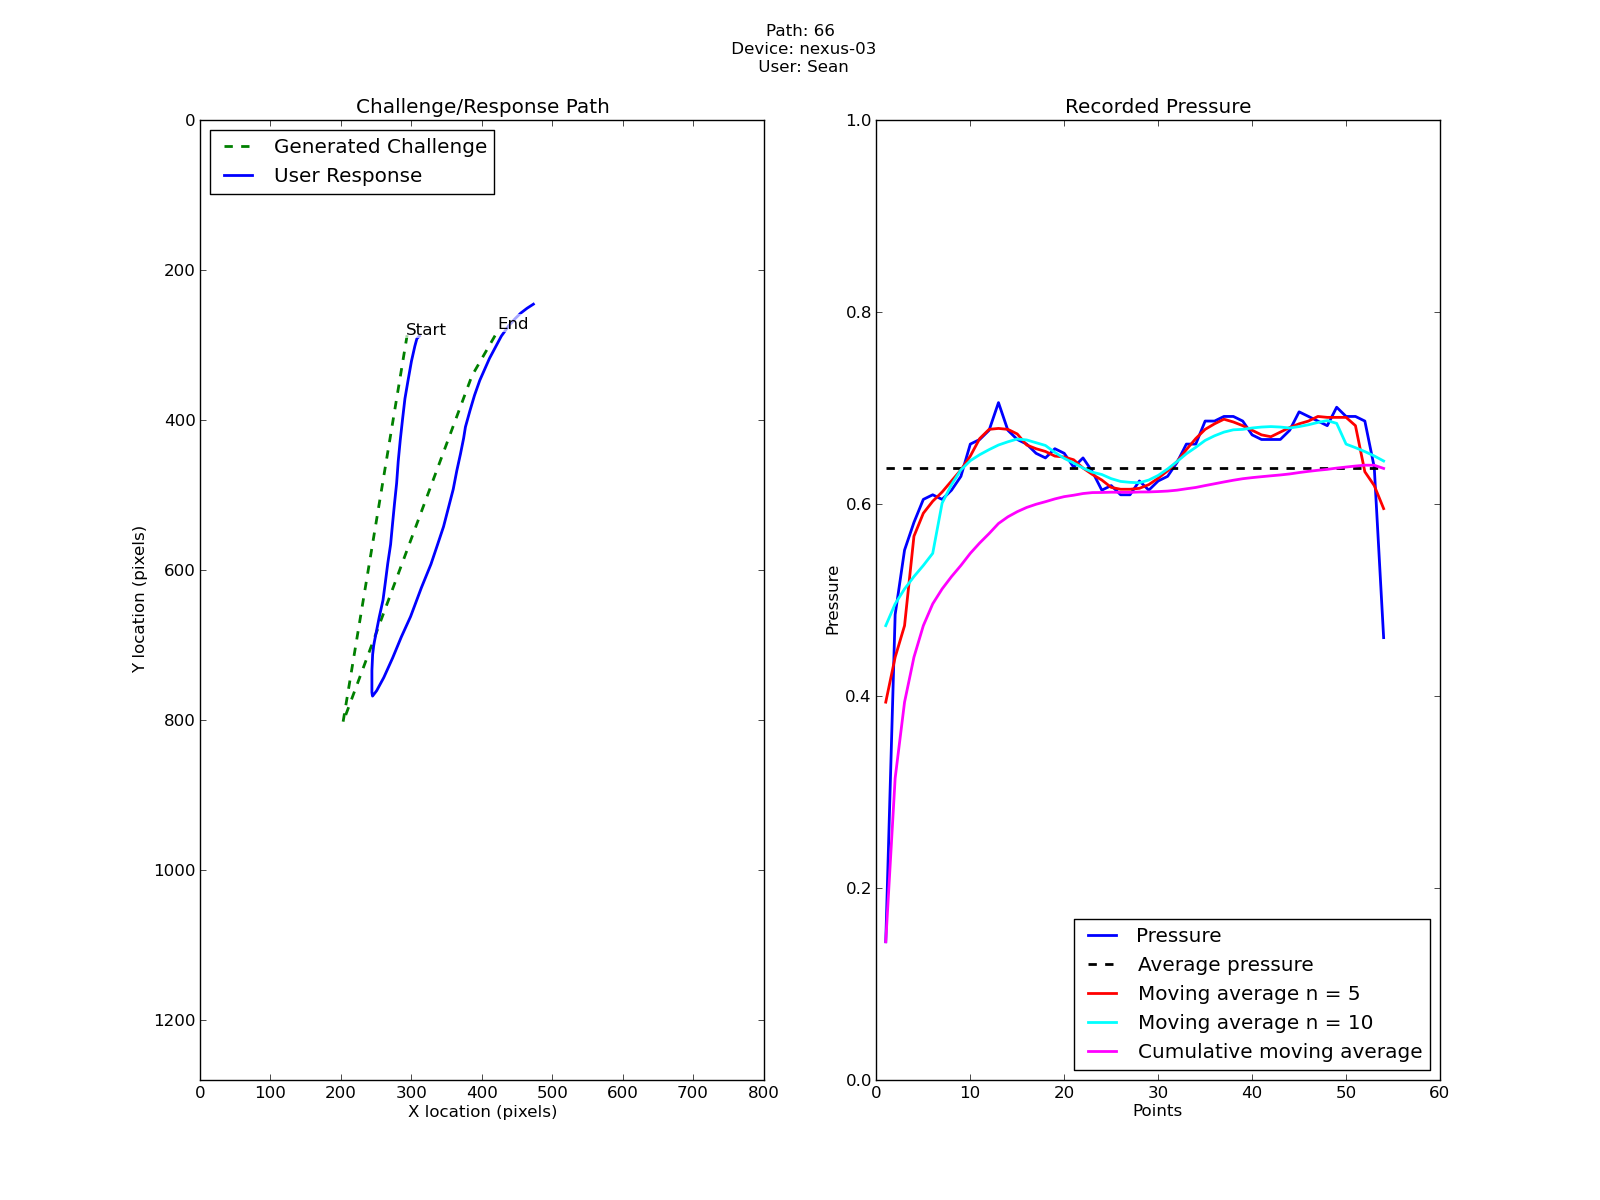 Path: 66
Device: nexus-03
User: Sean
Challenge/Response Path
Generated Challenge
User Response
0
200
400
600
800
1000
1200
Start
End
Y location (pixels)
0 100 200 300 400 500 600 700 800
X location (pixels)
Recorded Pressure
1.0
0.8
0.6
0.4
0.2
0.0
Pressure
Pressure
Average pressure
Moving average n = 5
Moving average n = 10
Cumulative moving average
0 10 20 30 40 50 60
Points